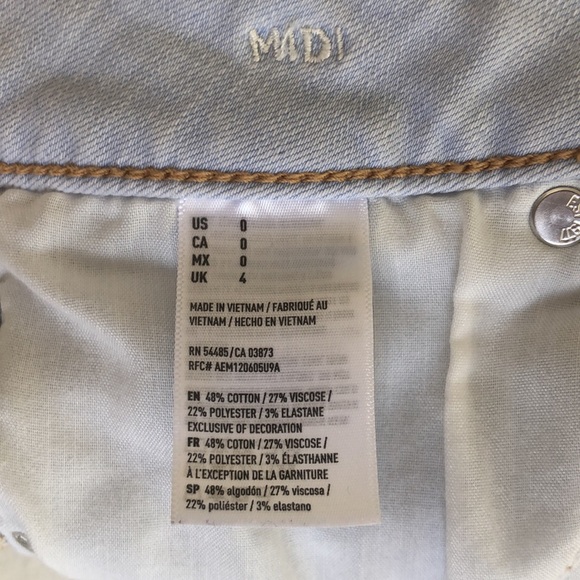 MiDi
US 0
CA 0
MX 0
UK 4
MADE IN VIETNAM / FABRIQUÉ AU
VIETNAM / HECHO EN VIETNAM
RN 54485/CA 03873
RFC# AEM120605U9A
EN 48% COTTON / 27% VISCOSE /
22% POLYESTER / 3% ELASTANE
EXCLUSIVE OF DECORATION
FR 48% COTON / 27% VISCOSE /
22% POLYESTER / 3% ÉLASTHANNE
À L'EXCEPTION DE LA GARNITURE
SP 48% algodón / 27% viscosa /
22% poliéster / 3% elastano